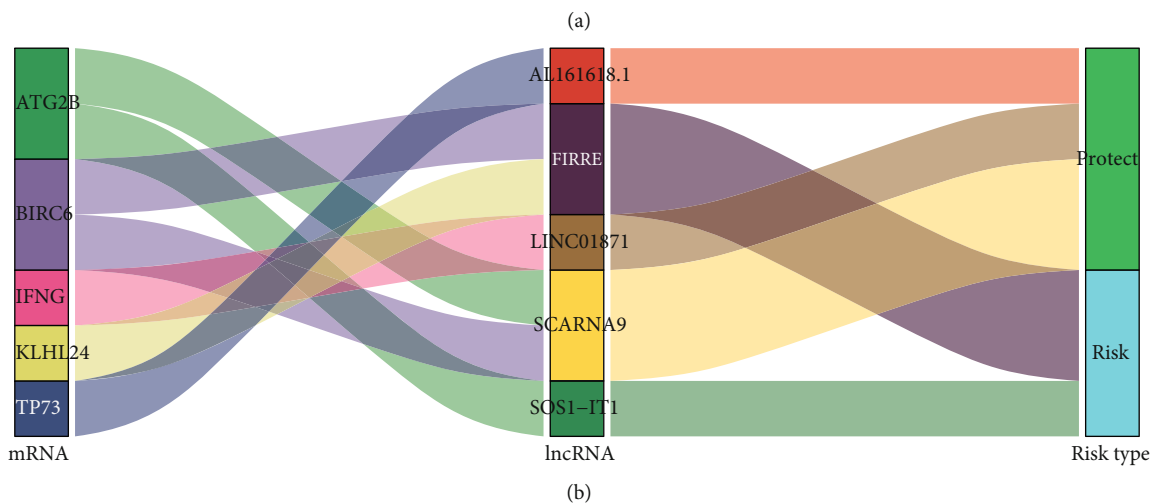 (a)
ATG2B
BIRC6
IFNG
KLHL24
TP73
mRNA
AL161618.1
FIRRE
LINC01871
SCARNA9
SOS1−IT1
lncRNA
Protect
Risk
Risk type
(b)